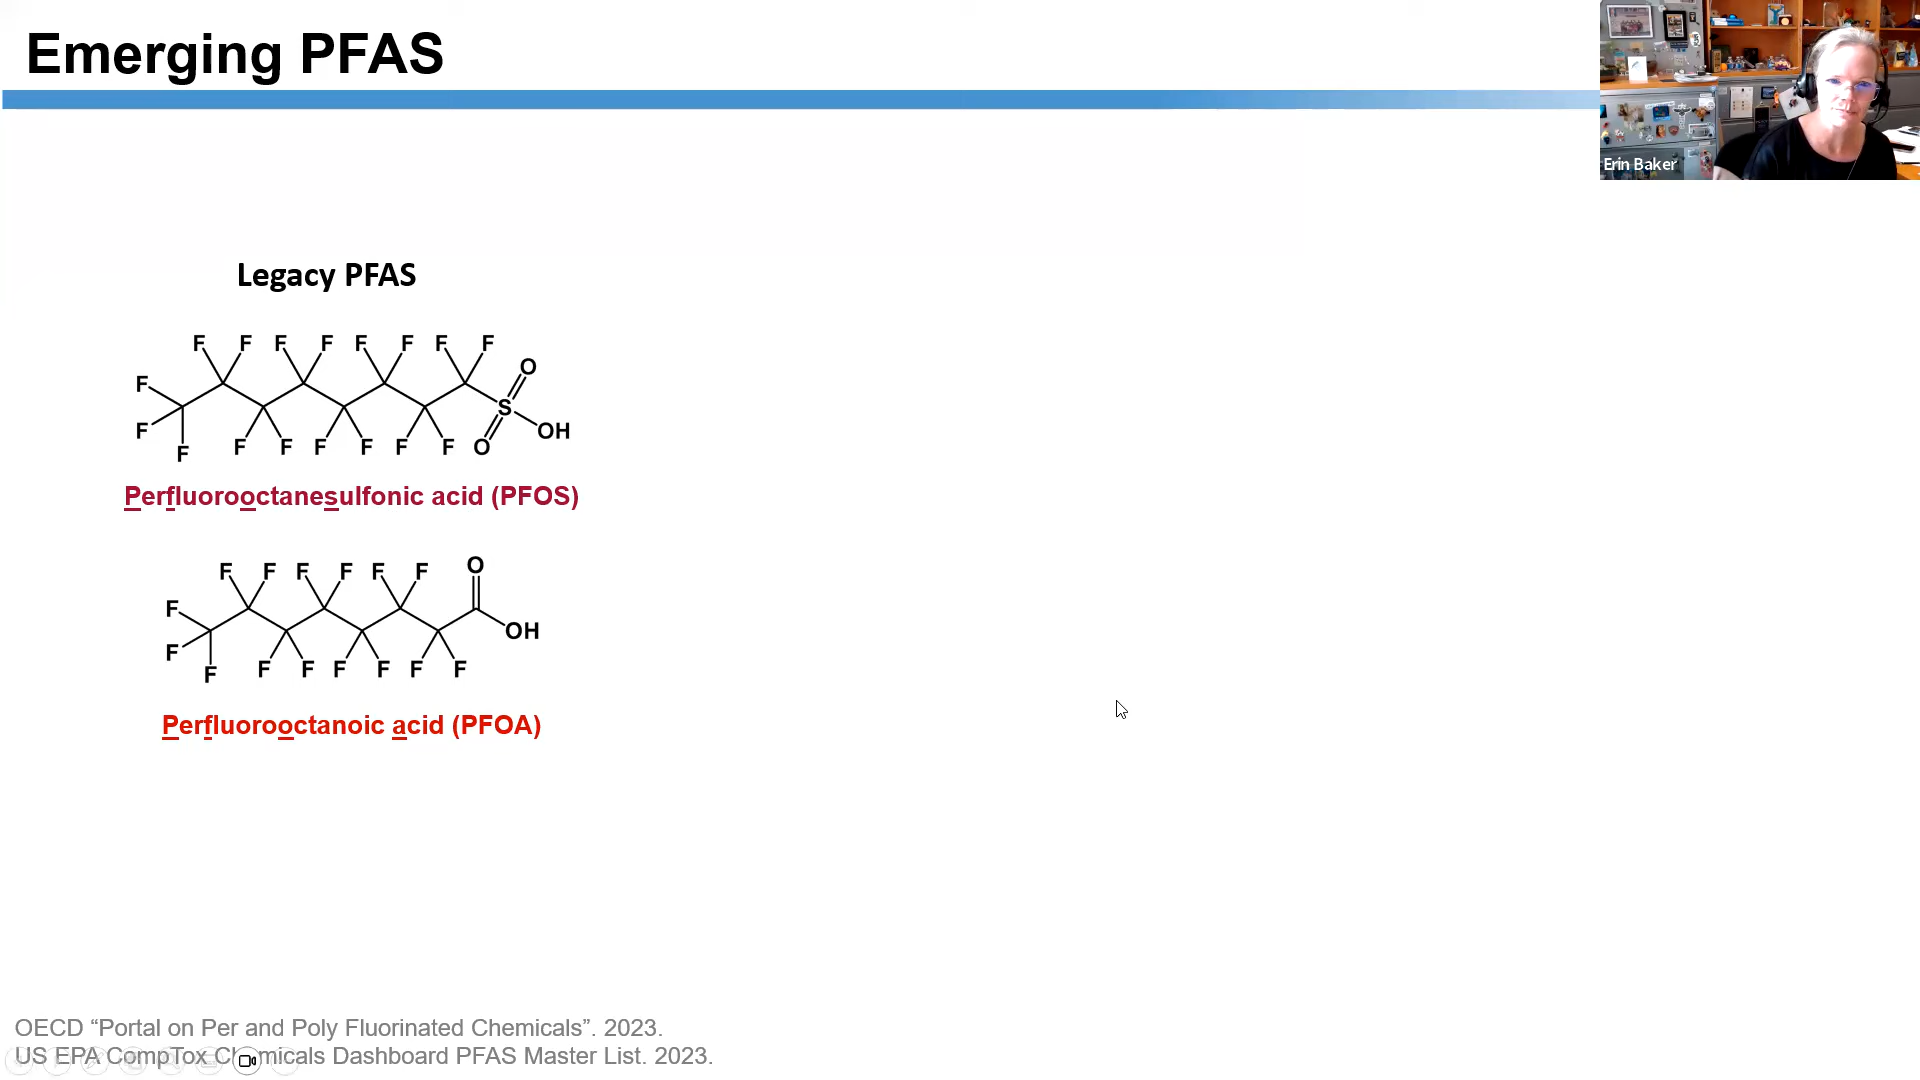 Emerging PFAS
Erin Baker
Legacy PFAS
F F F F F F F F
O
F
S
F
OH
F F F F F F F O
Perfluorooctanesulfonic acid (PFOS)
O
F F F F F F
F
OH
F
F F F F F F F
Perfluorooctanoic acid (PFOA)
OECD “Portal on Per and Poly Fluorinated Chemicals”. 2023.
US EPA CompTox Chemicals Dashboard PFAS Master List. 2023.